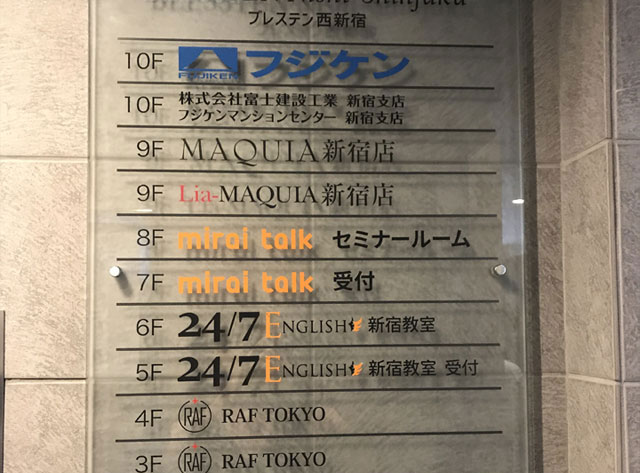 プレステン西新宿
10F FUJIKEN フジケン
10F 株式会社富士建設工業 新宿支店
フジケンマンションセンター 新宿支店
9F MAQUIA新宿店
9F Lia-MAQUIA新宿店
8F mirai talk セミナールーム
7F mirai talk 受付
6F 24/7 ENGLISH 新宿教室
5F 24/7 ENGLISH 新宿教室 受付
4F RAF RAF TOKYO
3F RAF RAF TOKYO